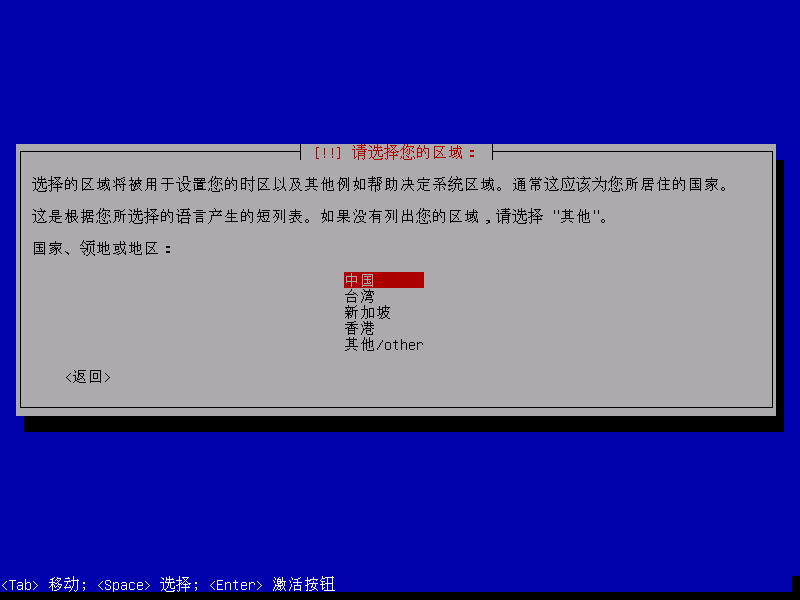 [!!] 请选择您的区域：
选择的区域将被用于设置您的时区以及其他例如帮助决定系统区域。通常这应该为您所居住的国家。
这是根据您所选择的语言产生的短列表。如果没有列出您的区域，请选择 "其他"。
国家、领地或地区：
中国
台湾
新加坡
香港
其他/other
<返回>
<Tab> 移动; <Space> 选择; <Enter> 激活按钮